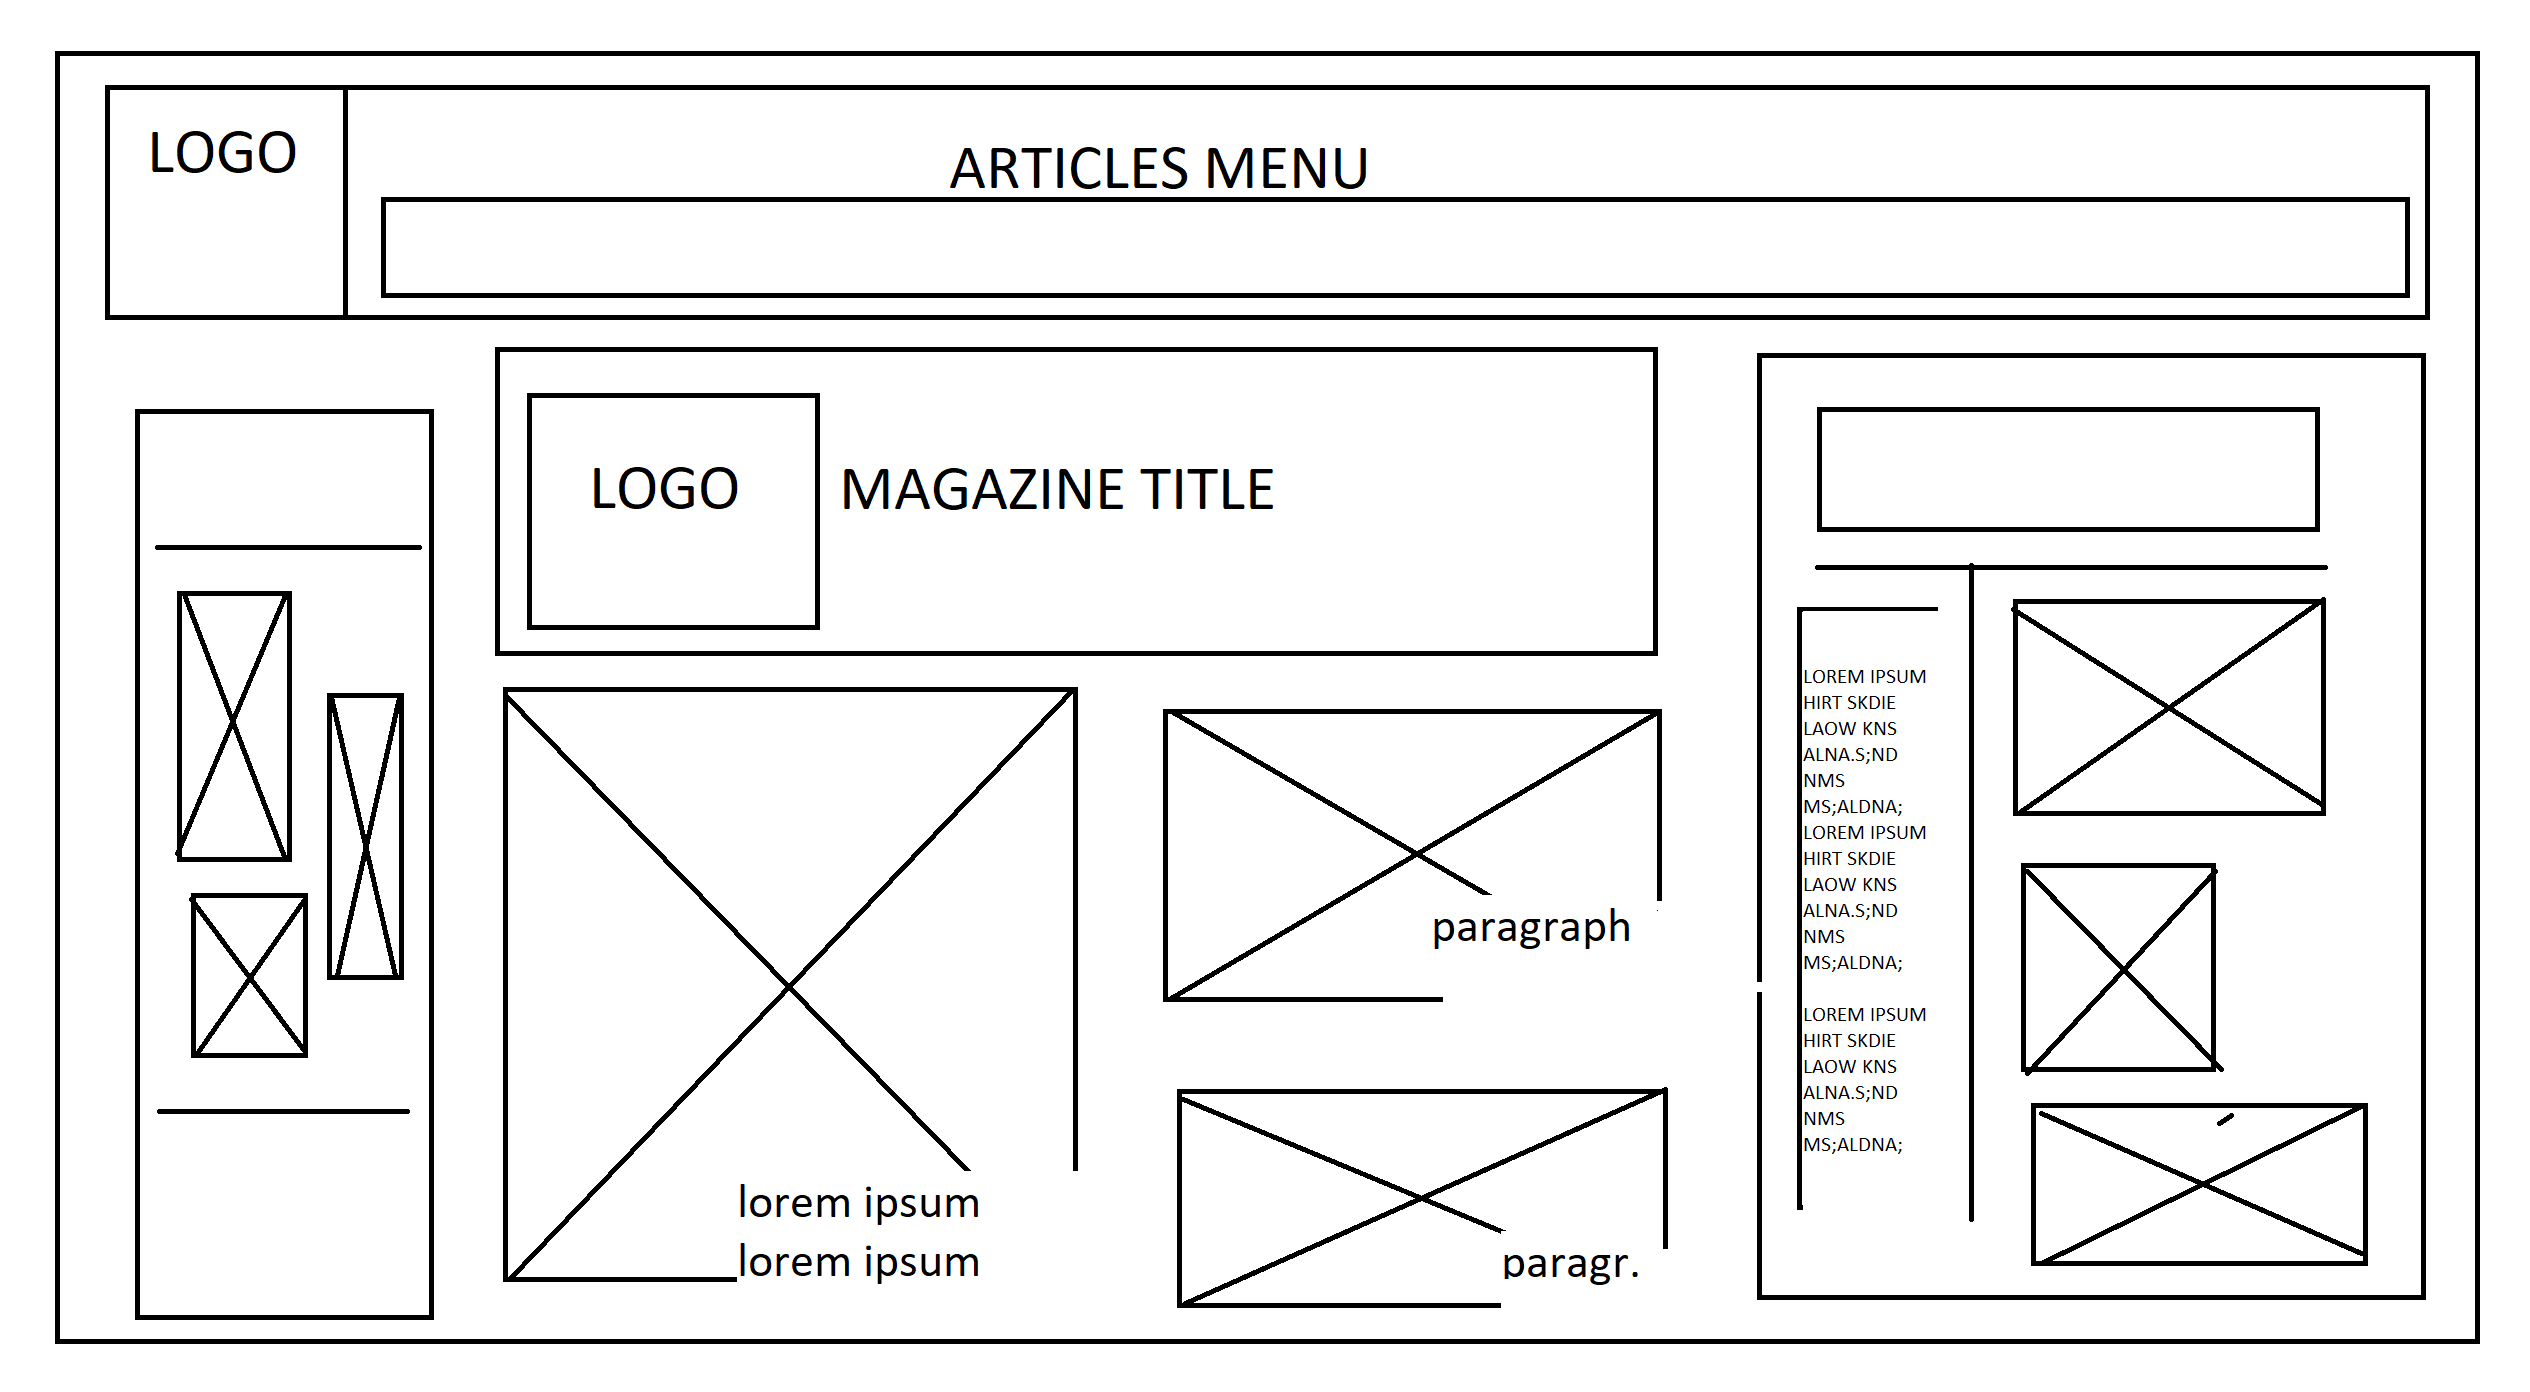 LOGO
ARTICLES MENU
LOGO
MAGAZINE TITLE
lorem ipsum
lorem ipsum
paragraph
paragr.
LOREM IPSUM
HIRT SKDIE
LAOW KNS
ALNA.S;ND
NMS
MS;ALDNA;
LOREM IPSUM
HIRT SKDIE
LAOW KNS
ALNA.S;ND
NMS
MS;ALDNA;
LOREM IPSUM
HIRT SKDIE
LAOW KNS
ALNA.S;ND
NMS
MS;ALDNA;